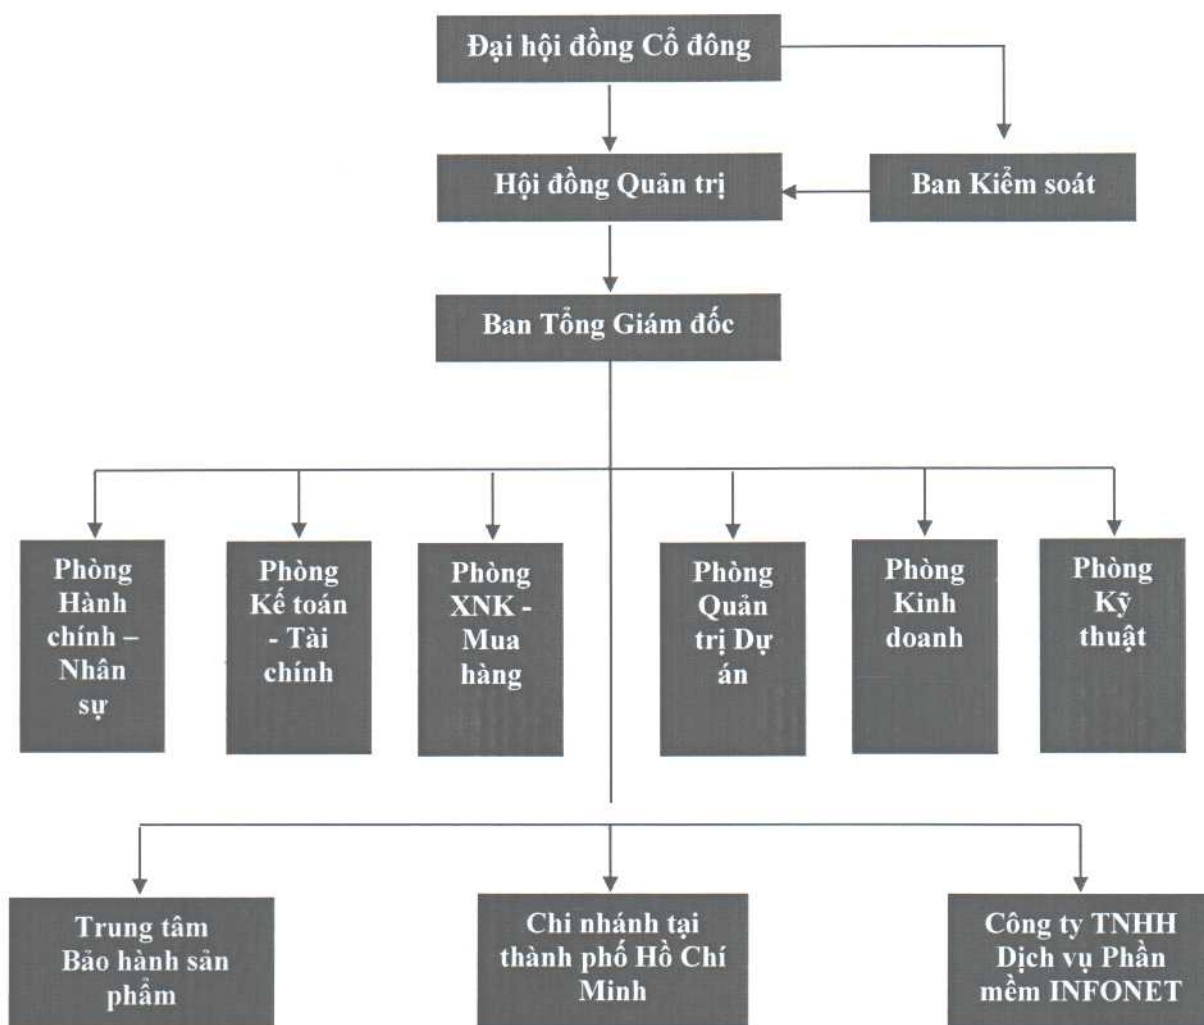 Đại hội đồng Cổ đông
Hội đồng Quản trị
Ban Kiểm soát
Ban Tổng Giám đốc
Phòng
Hành
chính –
Nhân
sự
Phòng
Kế toán
- Tài
chính
Phòng
XNK -
Mua
hàng
Phòng
Quản
trị Dự
án
Phòng
Kinh
doanh
Phòng
Kỹ
thuật
Trung tâm
Bảo hành sản
phẩm
Chi nhánh tại
thành phố Hồ Chí
Minh
Công ty TNHH
Dịch vụ Phần
mềm INFONET